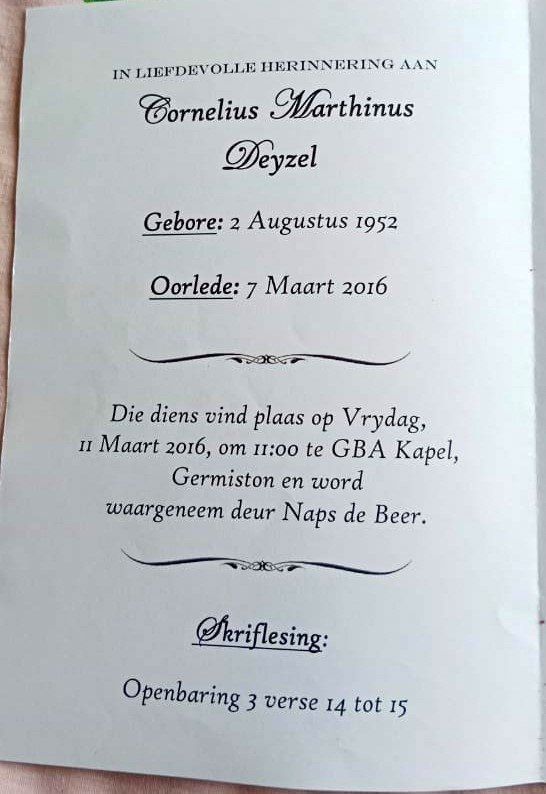 IN LIEFDEVOLLE HERINNERING AAN
Cornelius Marthinus
Deyzel
Gebore: 2 Augustus 1952
Oorlede: 7 Maart 2016
Die diens vind plaas op Vrydag,
11 Maart 2016, om 11:00 te GBA Kapel,
Germiston en word
waargeneem deur Naps de Beer.
Skriflesing:
Openbaring 3 verse 14 tot 15